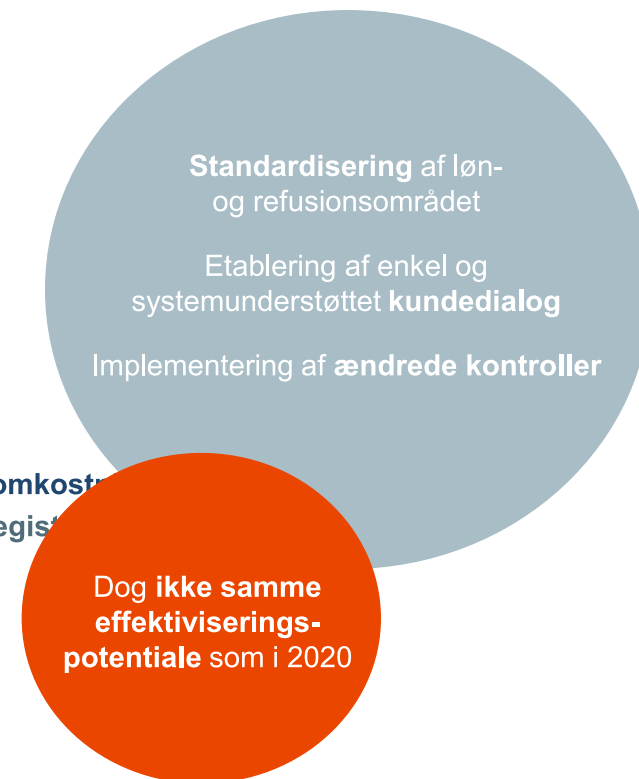 Standardisering af løn-
og refusionsområdet
Etablering af enkel og
systemunderstøttet kundedialog
Implementering af ændrede kontroller
Dog ikke samme
effektiviserings-
potentiale som i 2020